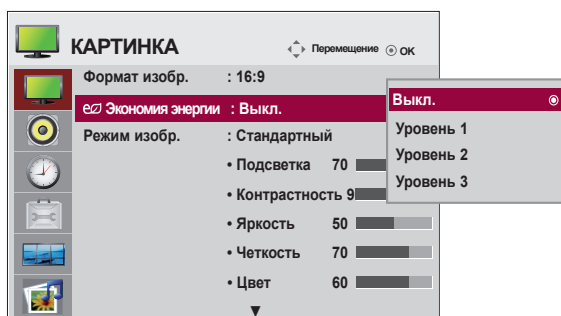 КАРТИНКА
Перемещение OK
Формат изобр. : 16:9
Экономия энергии : Выкл.
Режим изобр. : Стандартный
• Подсветка 70
• Контрастность 9
• Яркость 50
• Четкость 70
• Цвет 60
Выкл.
Уровень 1
Уровень 2
Уровень 3